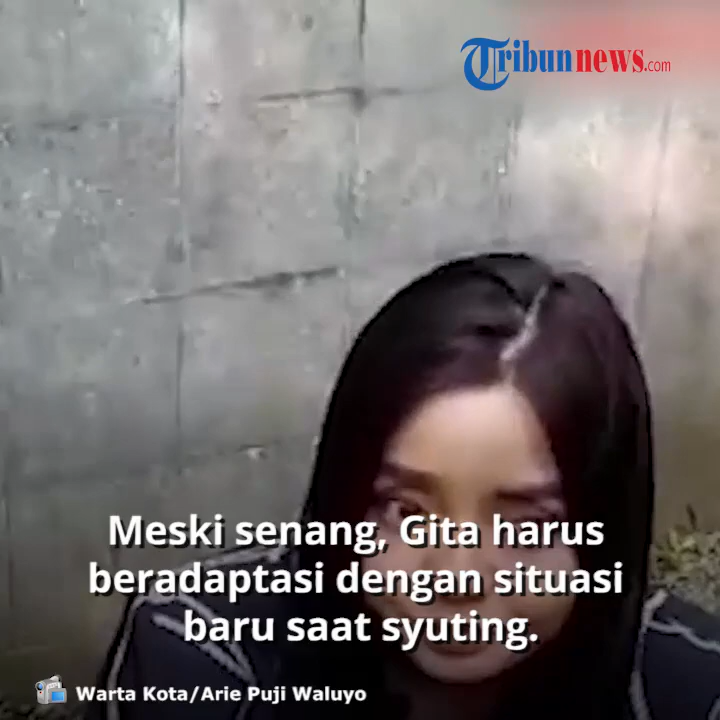 Tribunnews.com
Meski senang, Gita harus
beradaptasi dengan situasi
baru saat syuting.
Warta Kota/Arie Puji Waluyo